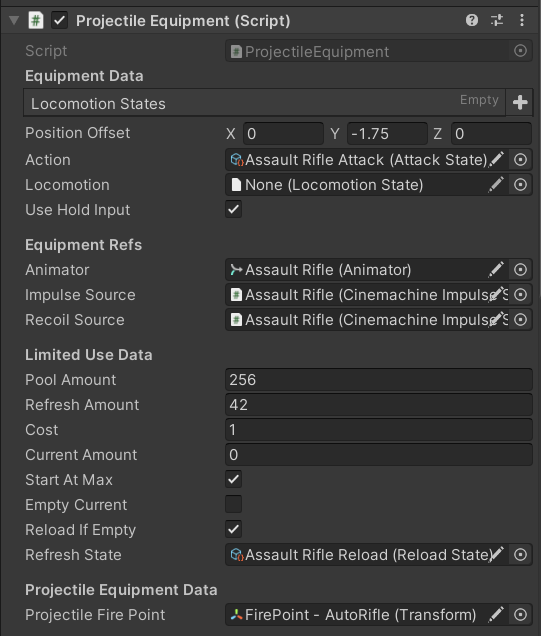 Projectile Equipment (Script)
Script ProjectileEquipment
Equipment Data
Locomotion States Empty
Position Offset X 0 Y -1.75 Z 0
Action Assault Rifle Attack (Attack State)
Locomotion None (Locomotion State)
Use Hold Input
Equipment Refs
Animator Assault Rifle (Animator)
Impulse Source Assault Rifle (Cinemachine Impulse S
Recoil Source Assault Rifle (Cinemachine Impulse S
Limited Use Data
Pool Amount 256
Refresh Amount 42
Cost 1
Current Amount 0
Start At Max
Empty Current
Reload If Empty
Refresh State Assault Rifle Reload (Reload State)
Projectile Equipment Data
Projectile Fire Point FirePoint - AutoRifle (Transform)